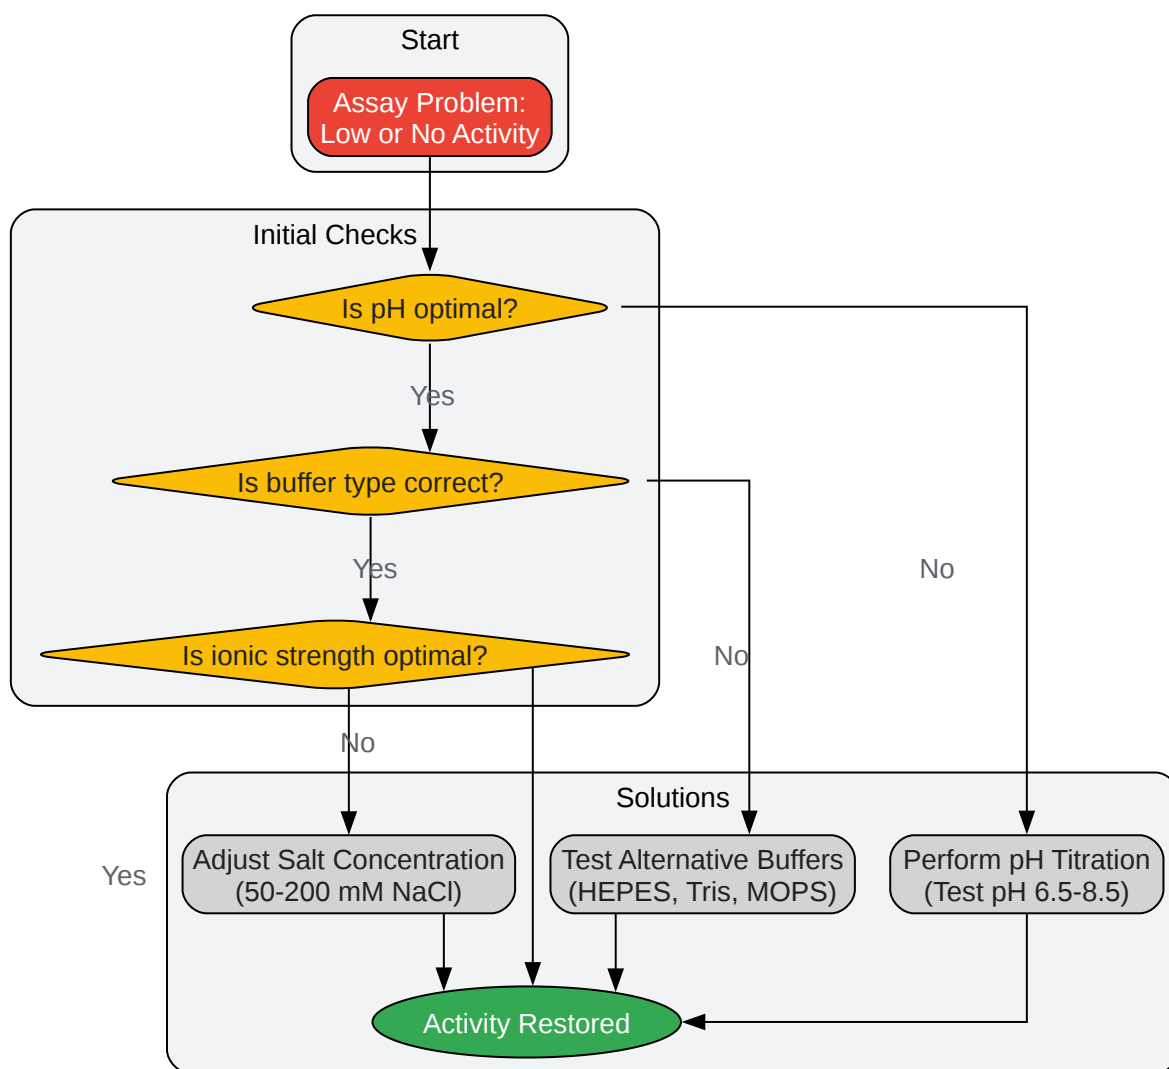 Start
Assay Problem:
Low or No Activity
Initial Checks
Is pH optimal?
Yes
Is buffer type correct?
Yes
No
Is ionic strength optimal?
No
No
Solutions
Adjust Salt Concentration
(50-200 mM NaCl)
Test Alternative Buffers
(HEPES, Tris, MOPS)
Perform pH Titration
(Test pH 6.5-8.5)
Yes
Activity Restored